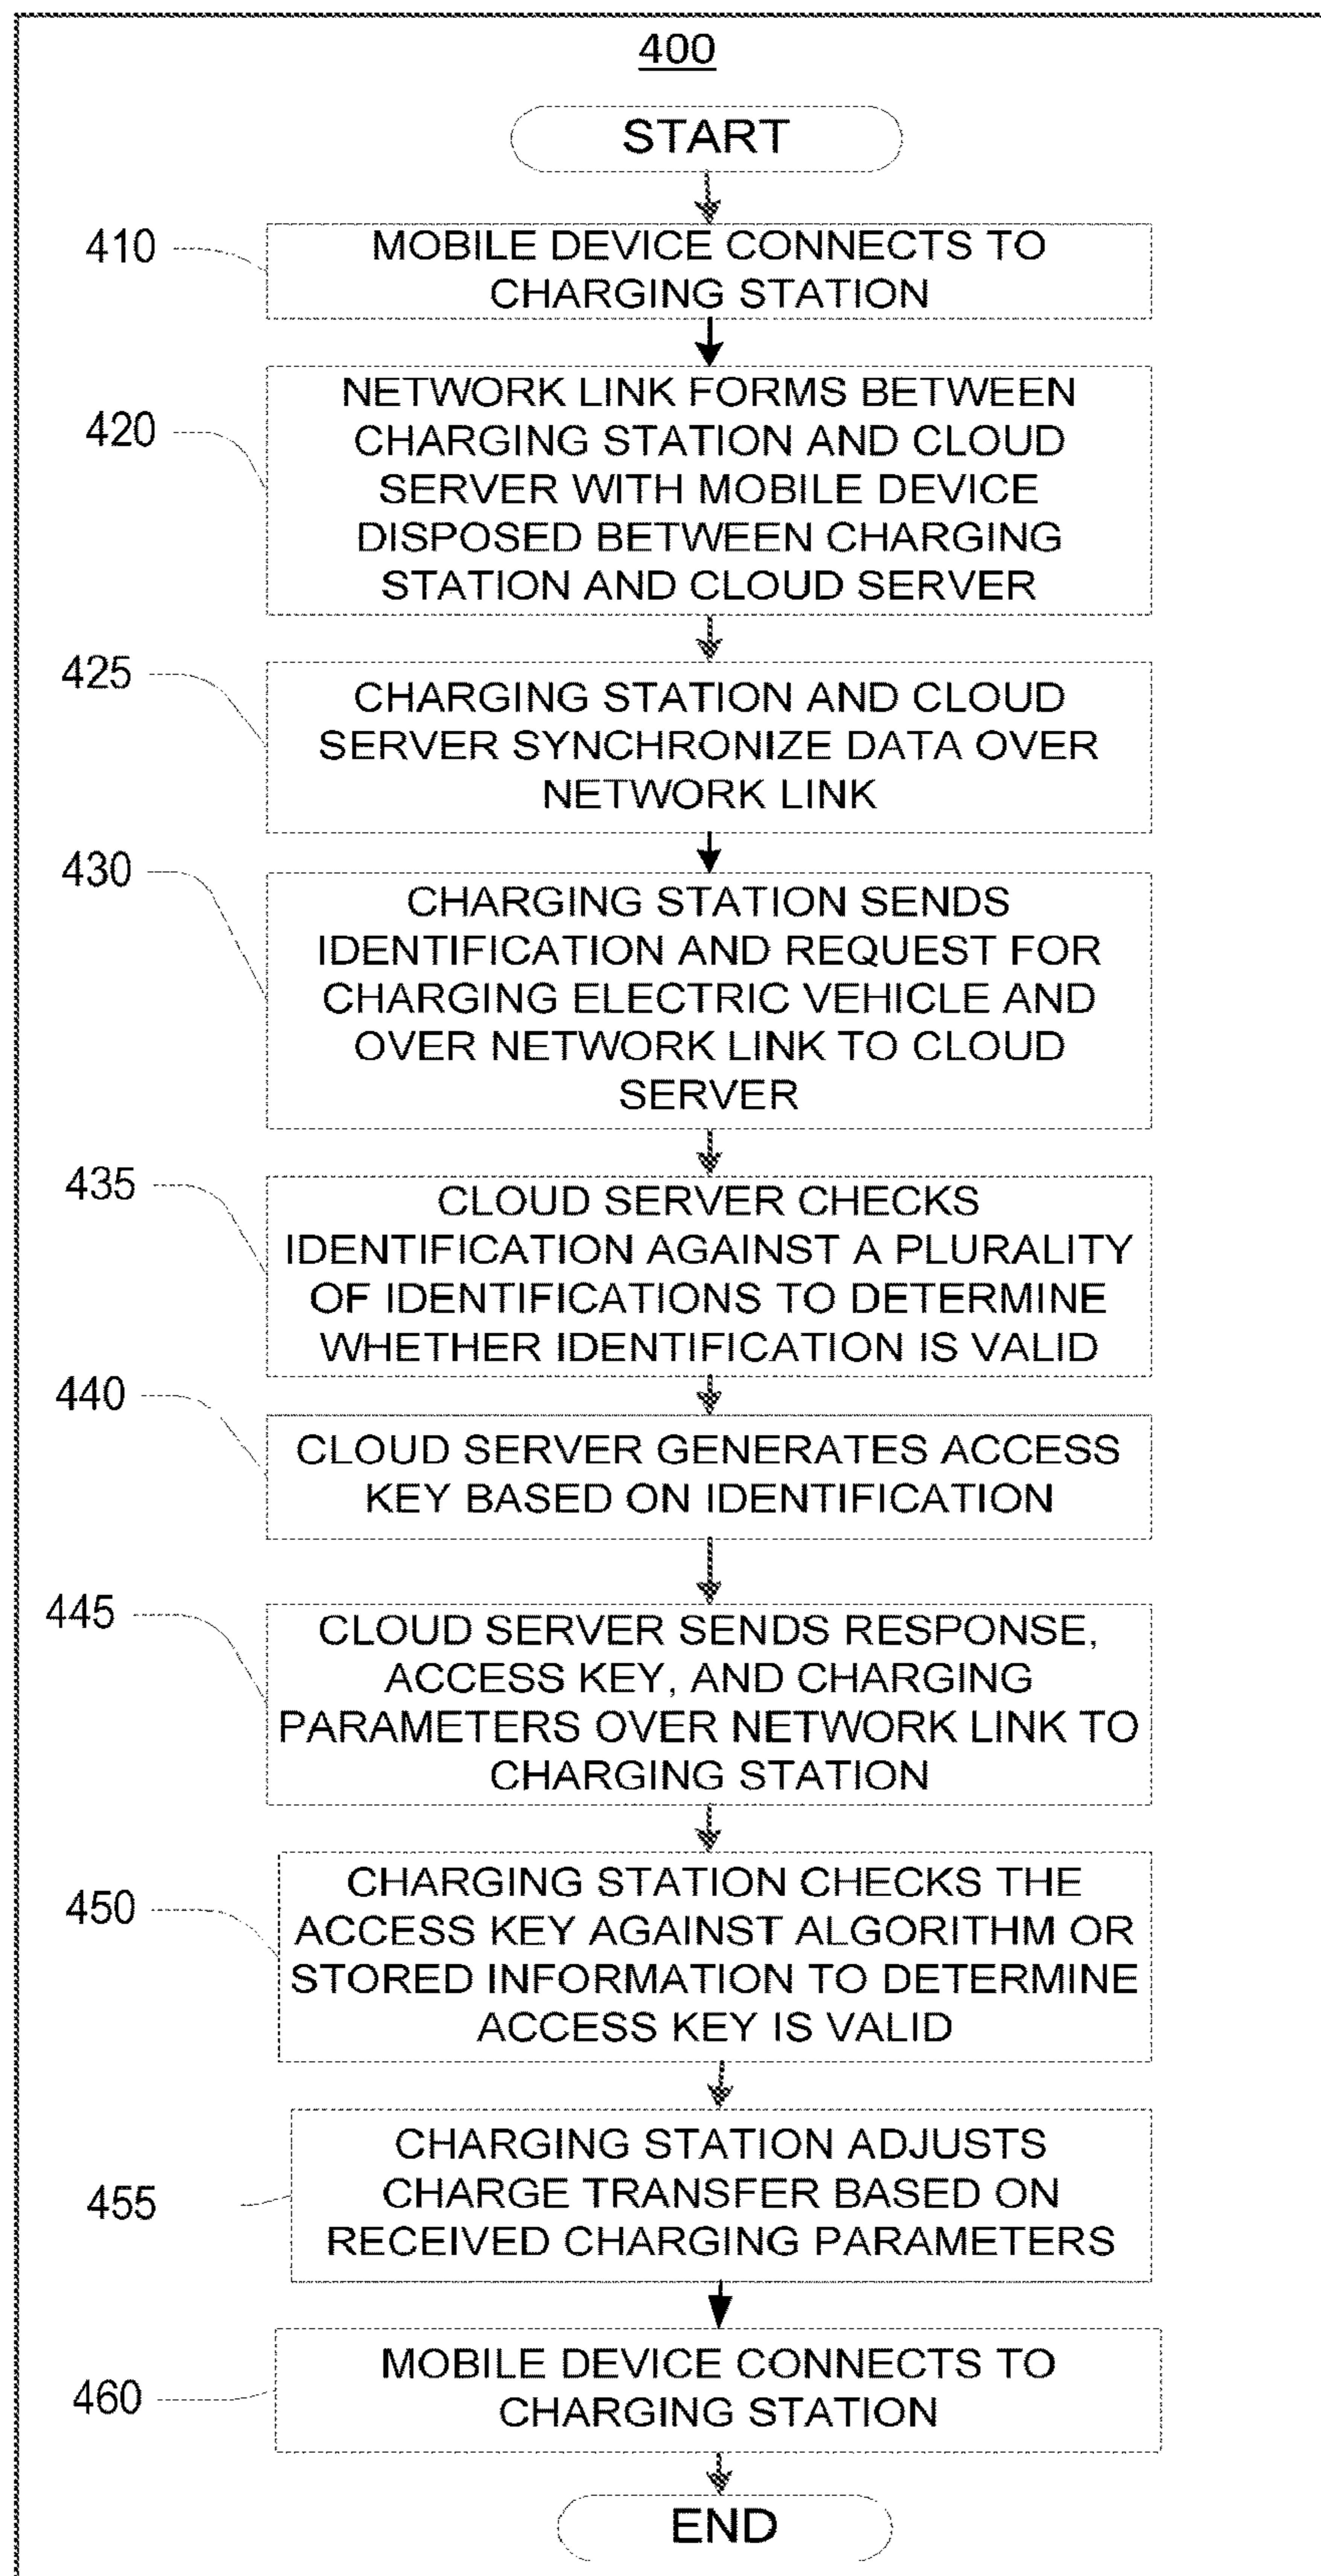 400
START
410
MOBILE DEVICE CONNECTS TO
CHARGING STATION
420
NETWORK LINK FORMS BETWEEN
CHARGING STATION AND CLOUD
SERVER WITH MOBILE DEVICE
DISPOSED BETWEEN CHARGING
STATION AND CLOUD SERVER
425
CHARGING STATION AND CLOUD
SERVER SYNCHRONIZE DATA OVER
NETWORK LINK
430
CHARGING STATION SENDS
IDENTIFICATION AND REQUEST FOR
CHARGING ELECTRIC VEHICLE AND
OVER NETWORK LINK TO CLOUD
SERVER
435
CLOUD SERVER CHECKS
IDENTIFICATION AGAINST A PLURALITY
OF IDENTIFICATIONS TO DETERMINE
WHETHER IDENTIFICATION IS VALID
440
CLOUD SERVER GENERATES ACCESS
KEY BASED ON IDENTIFICATION
445
CLOUD SERVER SENDS RESPONSE,
ACCESS KEY, AND CHARGING
PARAMETERS OVER NETWORK LINK TO
CHARGING STATION
450
CHARGING STATION CHECKS THE
ACCESS KEY AGAINST ALGORITHM OR
STORED INFORMATION TO DETERMINE
ACCESS KEY IS VALID
455
CHARGING STATION ADJUSTS
CHARGE TRANSFER BASED ON
RECEIVED CHARGING PARAMETERS
460
MOBILE DEVICE CONNECTS TO
CHARGING STATION
END